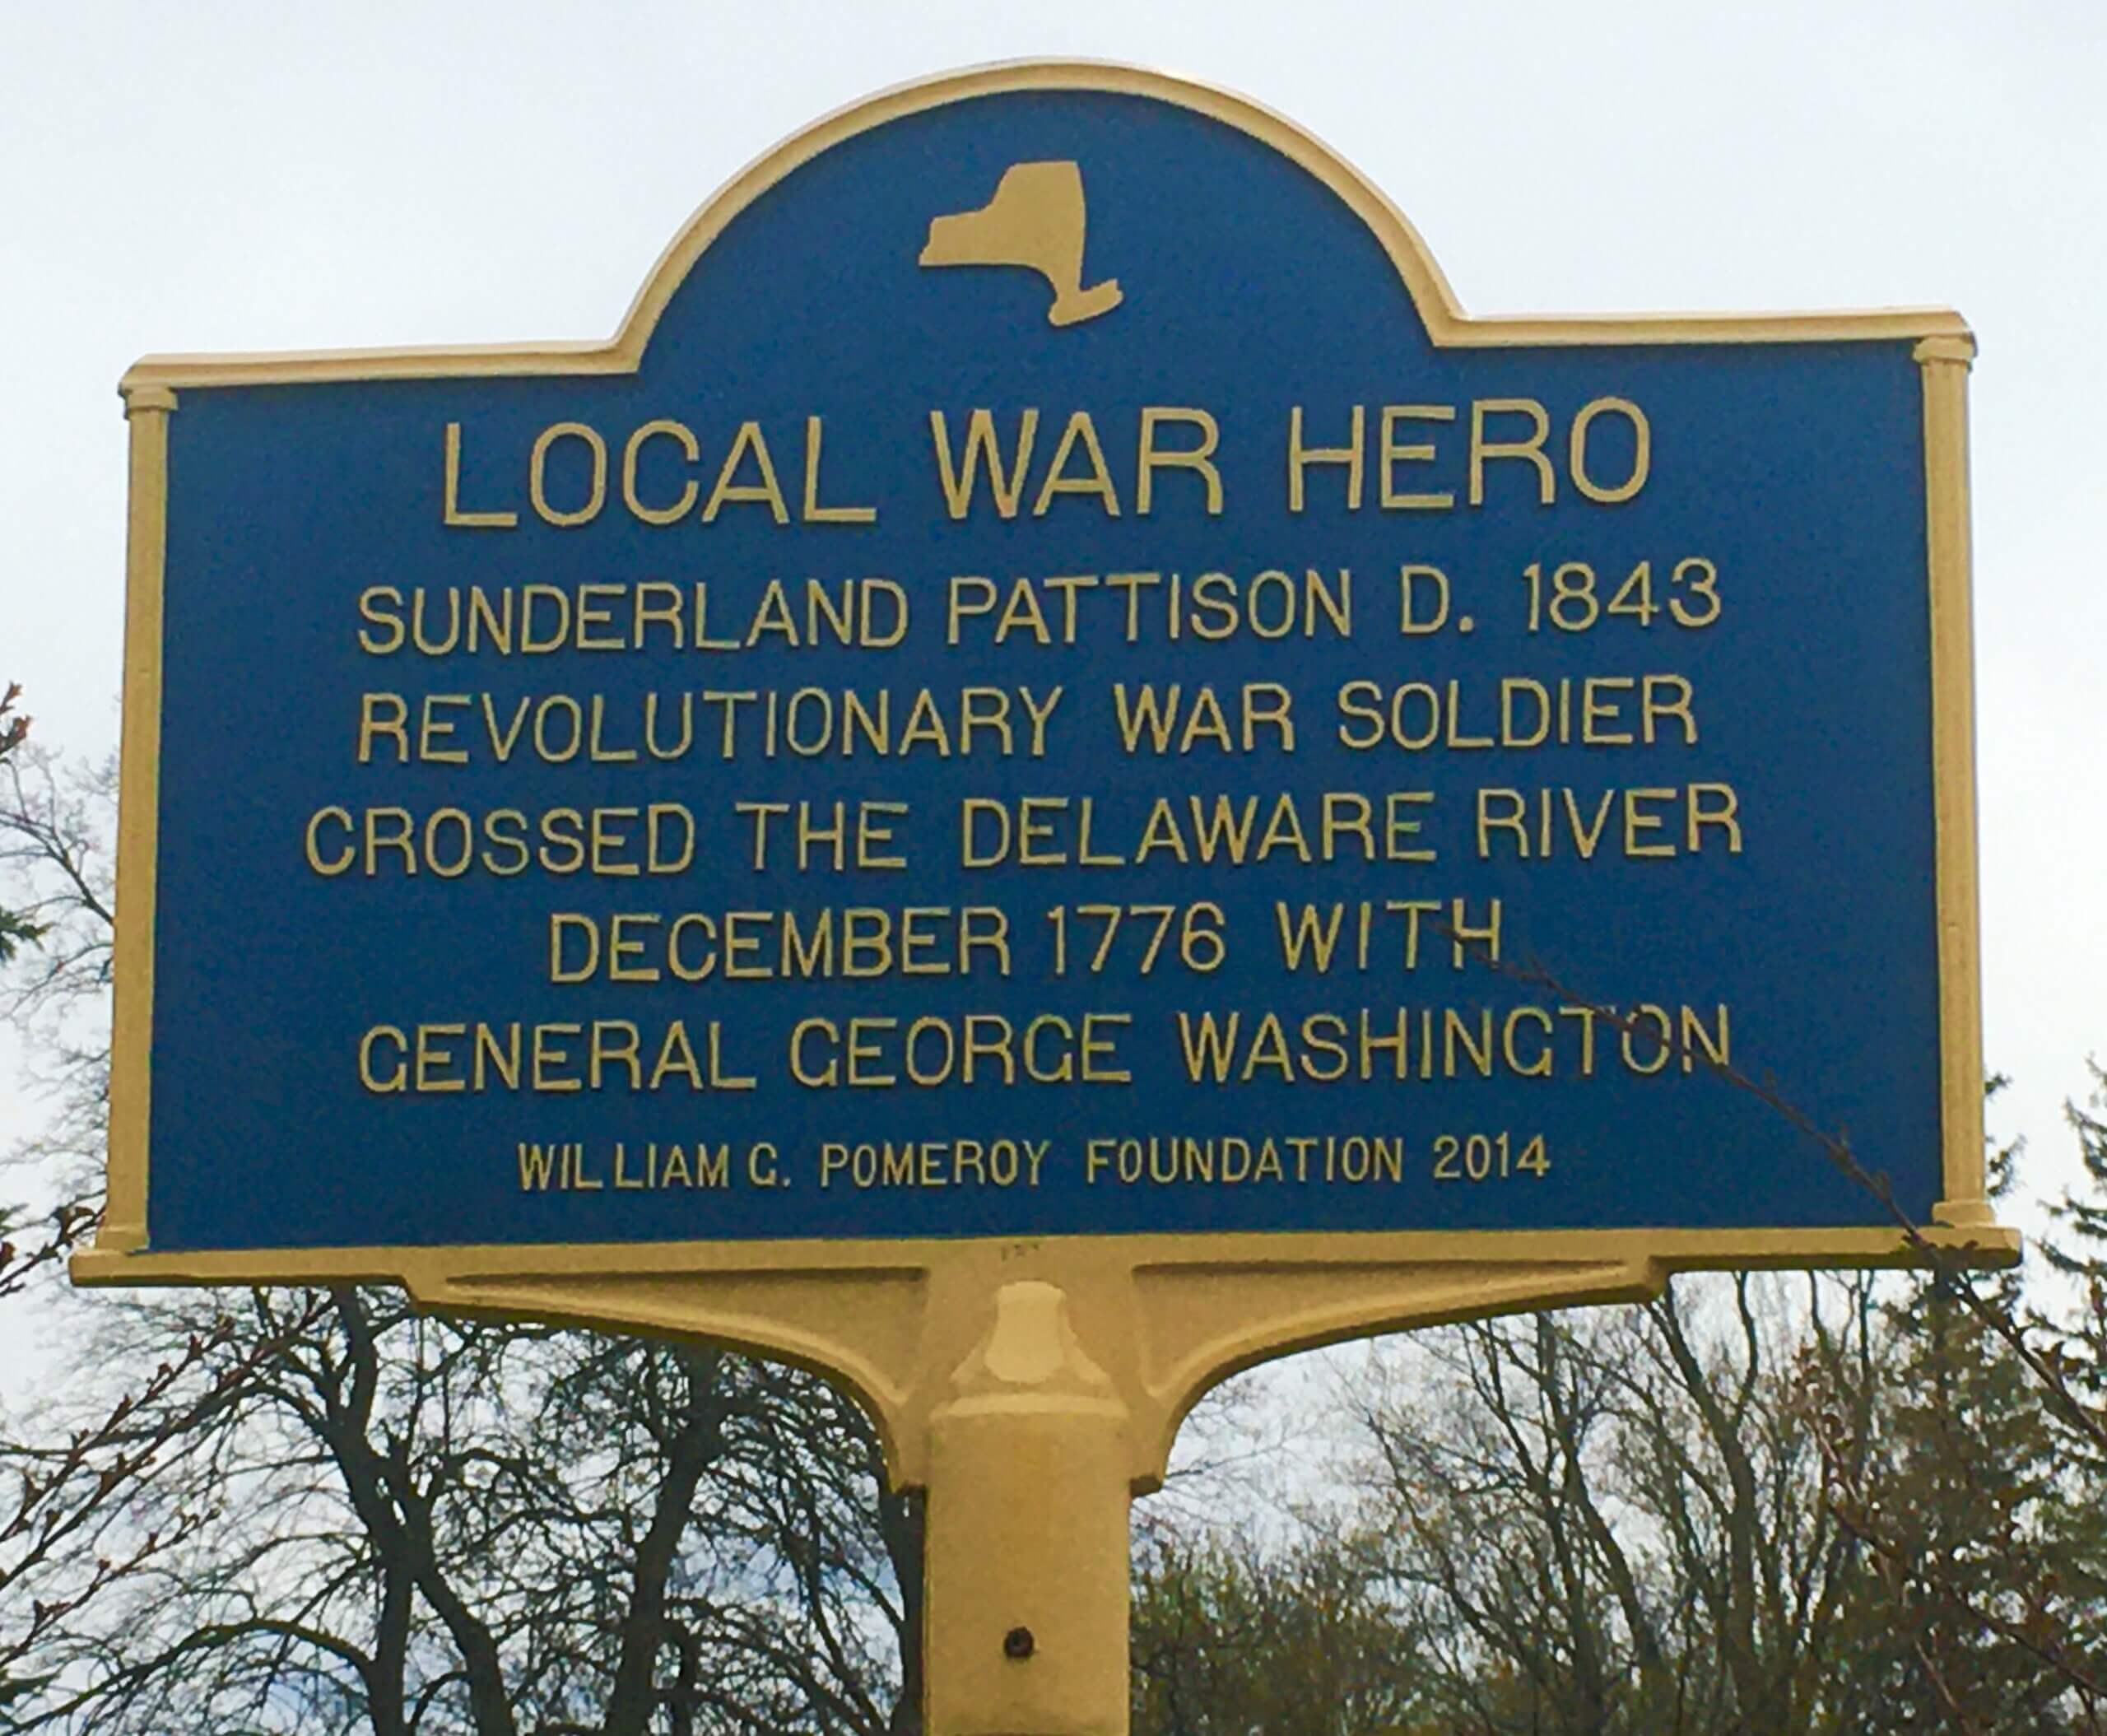 LOCAL WAR HERO
SUNDERLAND PATTISON D. 1843
REVOLUTIONARY WAR SOLDIER
CROSSED THE DELAWARE RIVER
DECEMBER 1776 WITH
GENERAL GEORGE WASHINGTON
WILLIAM G. POMEROY FOUNDATION 2014